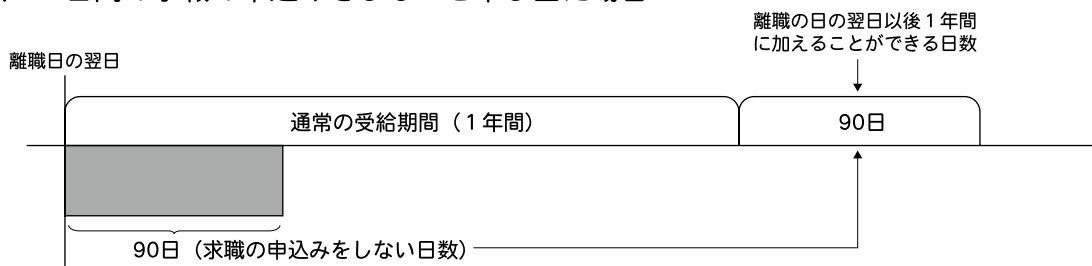 離職の日の翌日以後１年間
に加えることができる日数
離職日の翌日
通常の受給期間（１年間）
90日
90日（求職の申込みをしない日数）